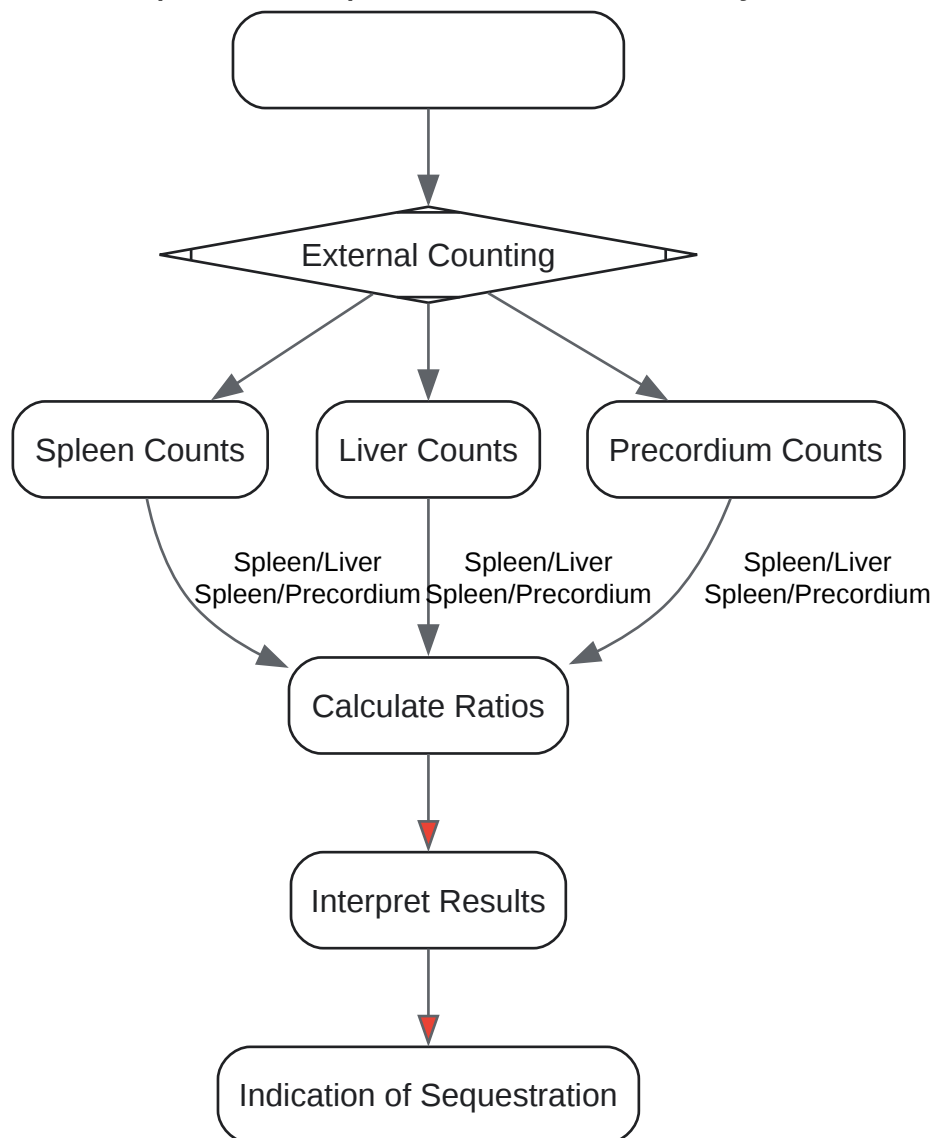 External Counting
Spleen Counts
Liver Counts
Precordium Counts
Spleen/Liver
Spleen/Precordium
Spleen/Liver
Spleen/Precordium
Spleen/Liver
Spleen/Precordium
Calculate Ratios
Interpret Results
Indication of Sequestration